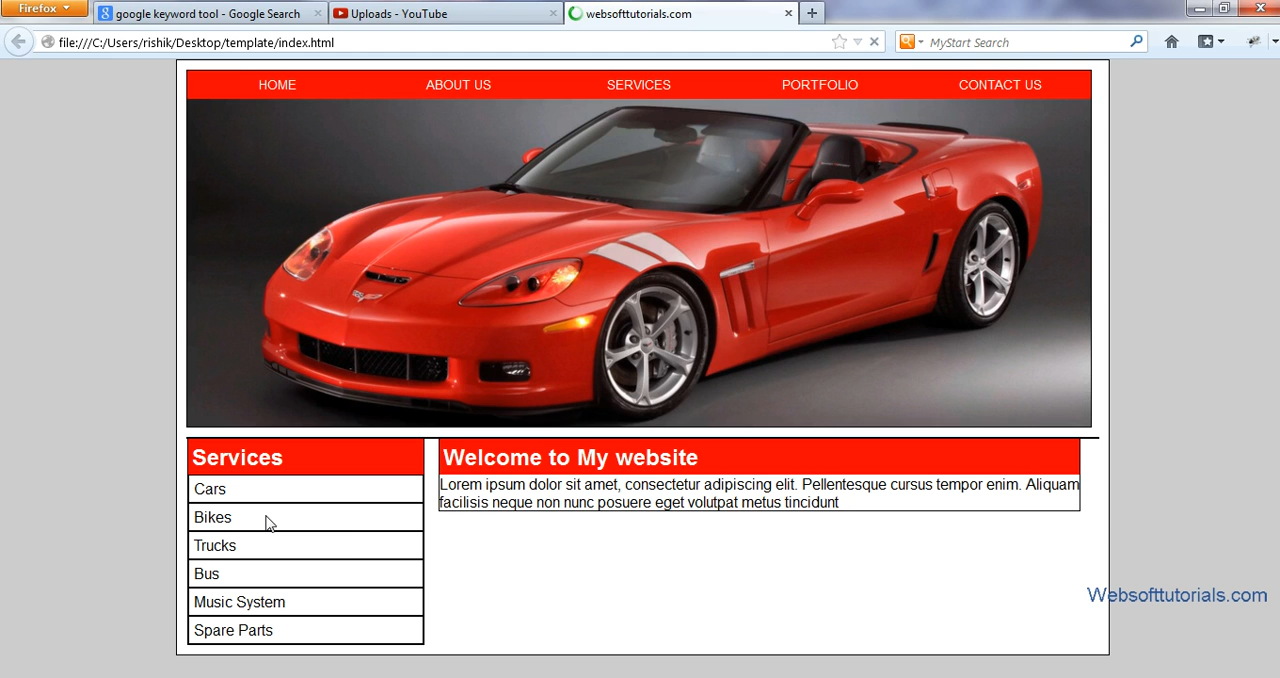 Firefox
google keyword tool - Google Search
Uploads - YouTube
websofttutorials.com
file:///C:/Users/rishik/Desktop/template/index.html
MyStart Search
HOME
ABOUT US
SERVICES
PORTFOLIO
CONTACT US
Services
Cars
Bikes
Trucks
Bus
Music System
Spare Parts
Welcome to My website
Lorem ipsum dolor sit amet, consectetur adipiscing elit. Pellentesque cursus tempor enim. Aliquam
facilisis neque non nunc posuere eget volutpat metus tincidunt
Websofttutorials.com